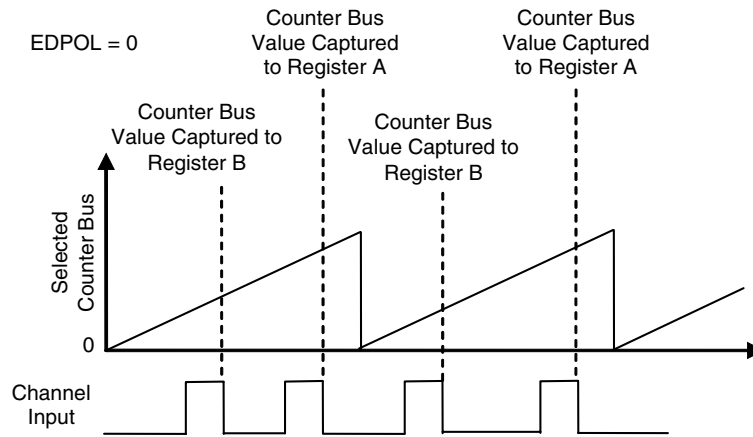 EDPOL = 0
Counter Bus
Value Captured
to Register A
Counter Bus
Value Captured
to Register A
Counter Bus
Value Captured to
Register B
Counter Bus
Value Captured to
Register B
Selected
Counter Bus
0
Channel
Input